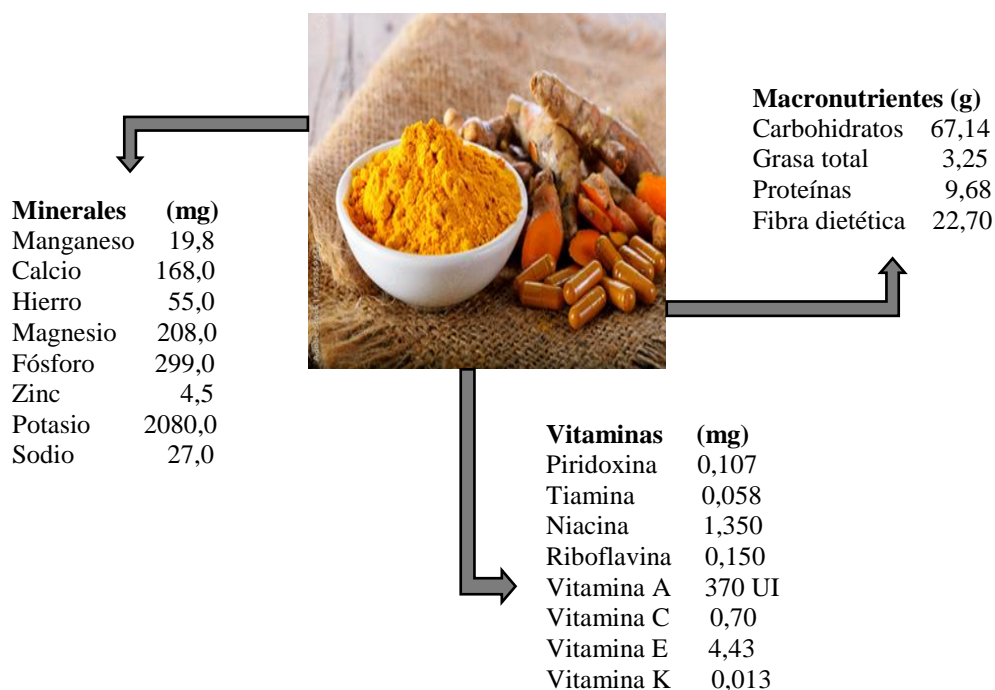 Minerales (mg)
Manganeso 19,8
Calcio 168,0
Hierro 55,0
Magnesio 208,0
Fósforo 299,0
Zinc 4,5
Potasio 2080,0
Sodio 27,0
Macronutrientes (g)
Carbohidratos 67,14
Grasa total 3,25
Proteínas 9,68
Fibra dietética 22,70
Vitaminas (mg)
Piridoxina 0,107
Tiamina 0,058
Niacina 1,350
Riboflavina 0,150
Vitamina A 370 UI
Vitamina C 0,70
Vitamina E 4,43
Vitamina K 0,013